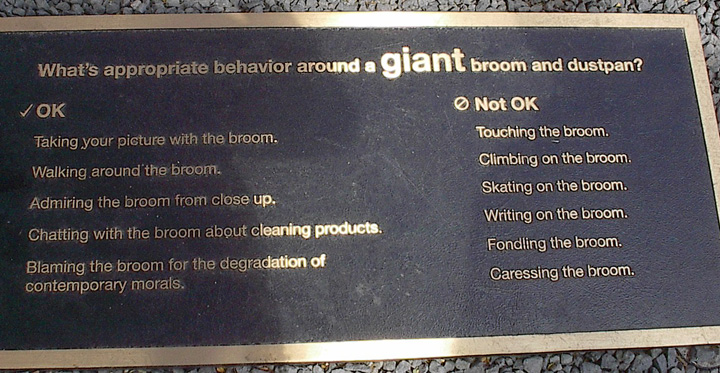 What's appropriate behavior around a giant broom and dustpan?
✓ OK
Taking your picture with the broom.
Walking around the broom.
Admiring the broom from close up.
Chatting with the broom about cleaning products.
Blaming the broom for the degradation of
contemporary morals.
⊘ Not OK
Touching the broom.
Climbing on the broom.
Skating on the broom.
Writing on the broom.
Fondling the broom.
Caressing the broom.